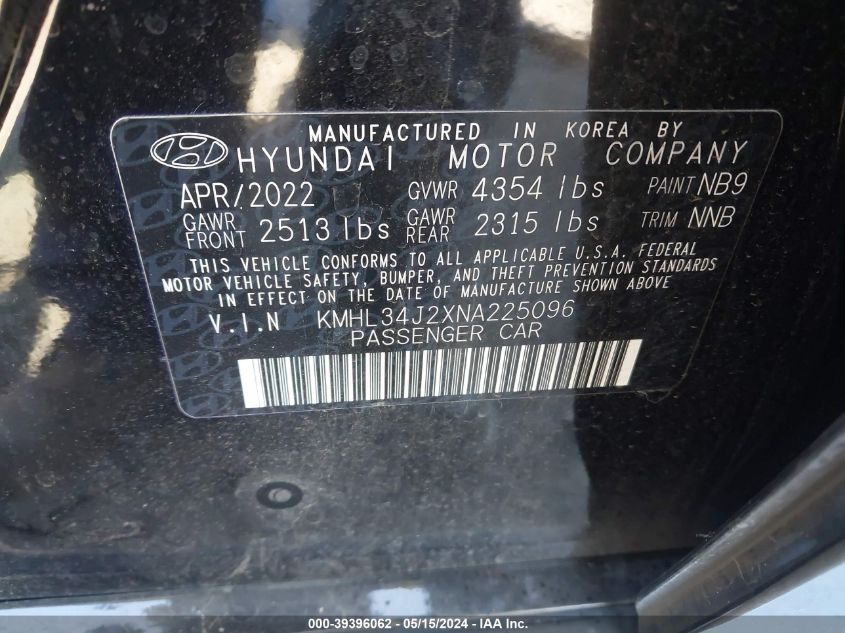 MANUFACTURED IN KOREA BY
HYUNDAI MOTOR COMPANY
APR/2022 GVWR 4354 lbs PAINT NB9
GAWR FRONT 2513 lbs GAWR REAR 2315 lbs TRIM NNB
THIS VEHICLE CONFORMS TO ALL APPLICABLE U.S.A. FEDERAL
MOTOR VEHICLE SAFETY, BUMPER, AND THEFT PREVENTION STANDARDS
IN EFFECT ON THE DATE OF MANUFACTURE SHOWN ABOVE
V.I.N KMHL34J2XNA225096
PASSENGER CAR
000-39396062 - 05/15/2024 - IAAI.COM